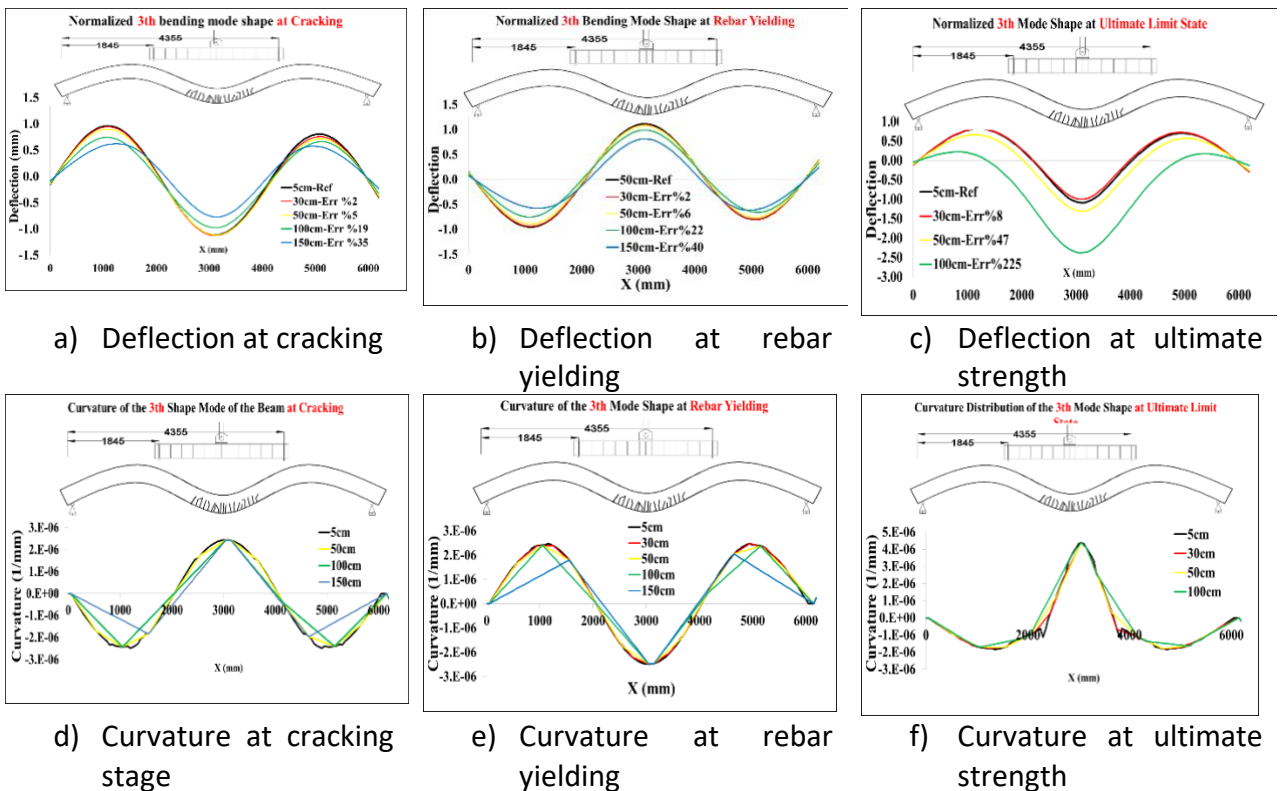 Normalized 3th bending mode shape at Cracking
4355
1845
1.5
1.0
0.5
0.0
-0.5
-1.0
-1.5
Deflection (mm)
5cm-Ref
30cm-Err %2
50cm-Err %5
100cm-Err %19
150cm-Err %35
X (mm)
0 1000 2000 3000 4000 5000 6000
Normalized 3th Bending Mode Shape at Rebar Yielding
4355
1845
1.5
1.0
0.5
0.0
-0.5
-1.0
-1.5
Deflection
50cm-Ref
30cm-Err%2
50cm-Err%6
100cm-Err%22
150cm-Err%40
0 1000 2000 3000 4000 5000 6000
X (mm)
Normalized 3th Mode Shape at Ultimate Limit State
4355
1845
1.00
0.00
-0.50
-1.00
-1.50
-2.00
-2.50
-3.00
Deflection
5cm-Ref
30cm-Err%8
50cm-Err%47
100cm-Err%225
X (mm)
0 1000 2000 3000 4000 5000 6000
a) Deflection at cracking
b) Deflection at rebar
yielding
c) Deflection at ultimate
strength
Curvature of the 3th Shape Mode of the Beam at Cracking
4355
1845
3.E-06
2.E-06
1.E-06
0.E+00
-1.E-06
-2.E-06
-3.E-06
Curvature (1/mm)
5cm
50cm
100cm
150cm
0 1000 2000 3000 4000 5000 6000
X (mm)
Curvature of the 3th Mode Shape at Rebar Yielding
4355
1845
3.E-06
2.E-06
1.E-06
0.E+00
-1.E-06
-2.E-06
-3.E-06
Curvature (1/mm)
5cm
30cm
50cm
100cm
150cm
0 1000 2000 3000 4000 5000 6000
X (mm)
Curvature Distribution of the 3th Mode Shape at Ultimate Limit
4355
1845
5.E-06
4.E-06
3.E-06
2.E-06
1.E-06
0.E+00
-1.E-06
-2.E-06
-3.E-06
Curvature (1/mm)
5cm
30cm
50cm
100cm
0 2000 4000 6000
X (mm)
d) Curvature at cracking
stage
e) Curvature at rebar
yielding
f) Curvature at ultimate
strength